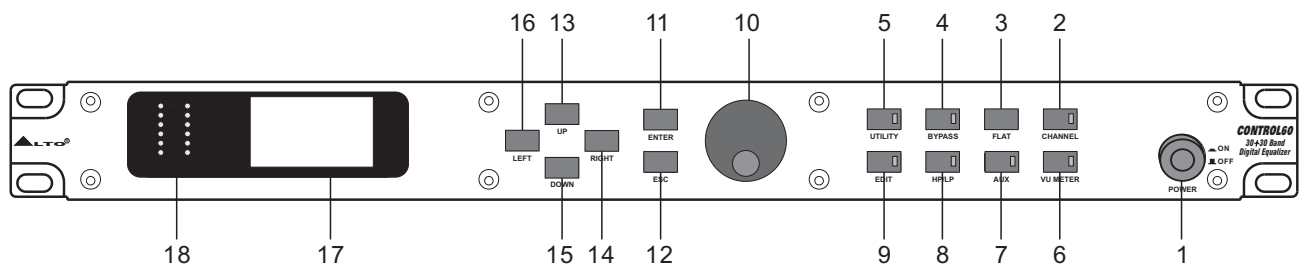 16 13 11 10 5 4 3 2
UP
LEFT
RIGHT
DOWN
ENTER
ESC
UTILITY BYPASS FLAT CHANNEL
EDIT HP/LP AUX VU METER
ALTO®
CONTROL60
30+30 Band
Digital Equalizer
ON
OFF
POWER
18 17 15 14 12 9 8 7 6 1